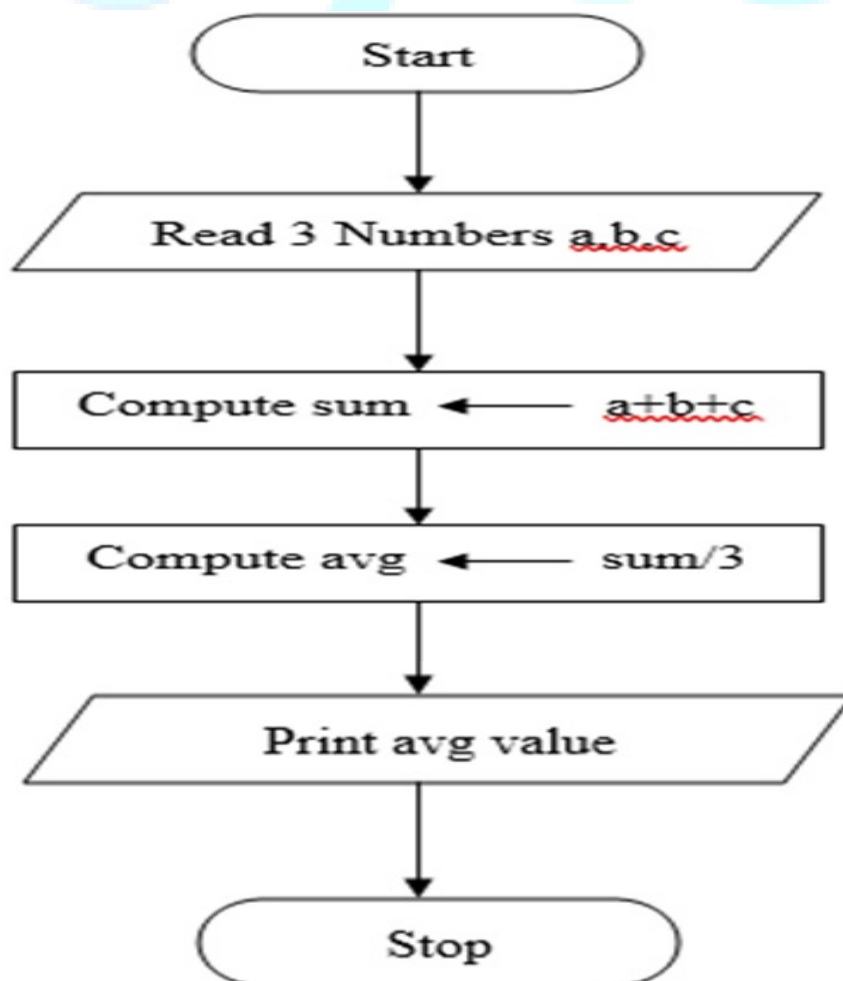 Start
Read 3 Numbers a,b,c
Compute sum ← a+b+c
Compute avg ← sum/3
Print avg value
Stop